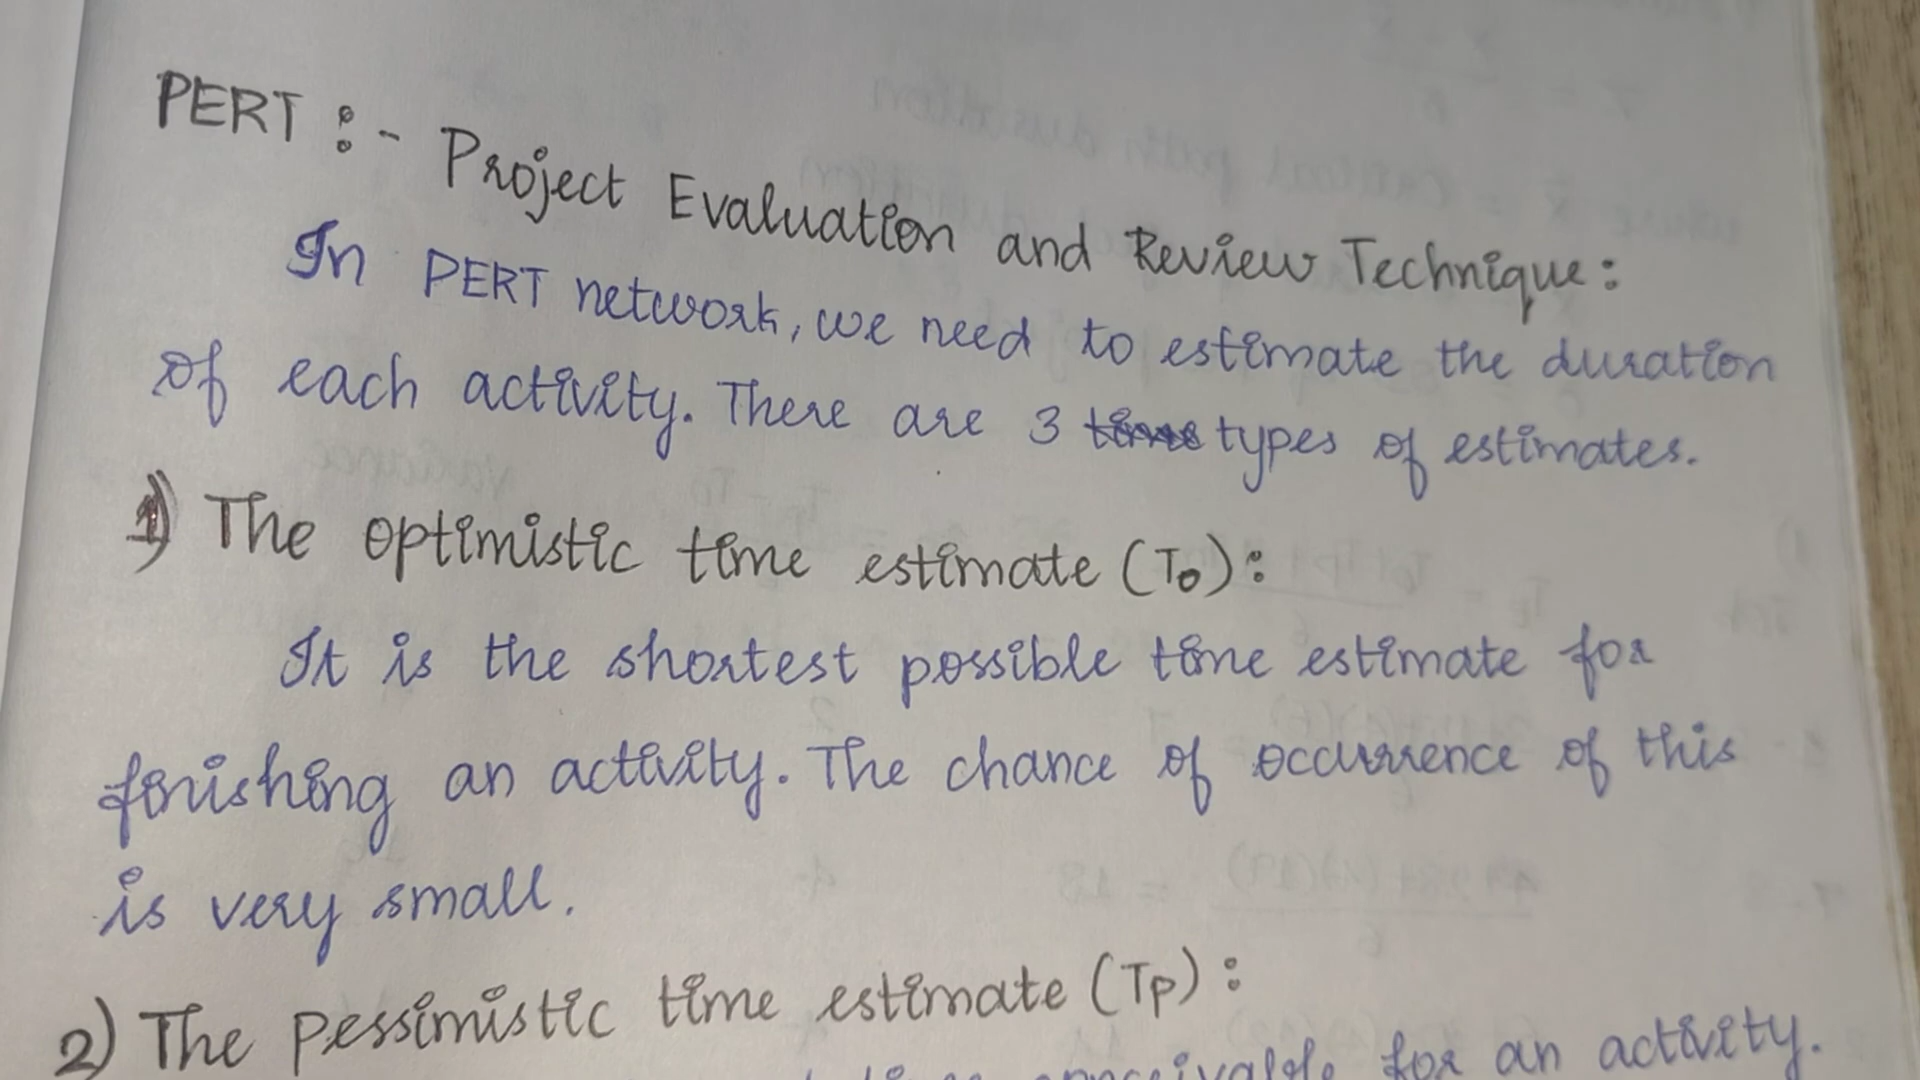 PERT :- Project Evaluation and Review Technique:
In PERT network, we need to estimate the duration
of each activity. There are 3 types of estimates.
1) The optimistic time estimate (To):
It is the shortest possible time estimate for
finishing an activity. The chance of occurrence of this
is very small.
2) The pessimistic time estimate (Tp):
conceivable for an activity.